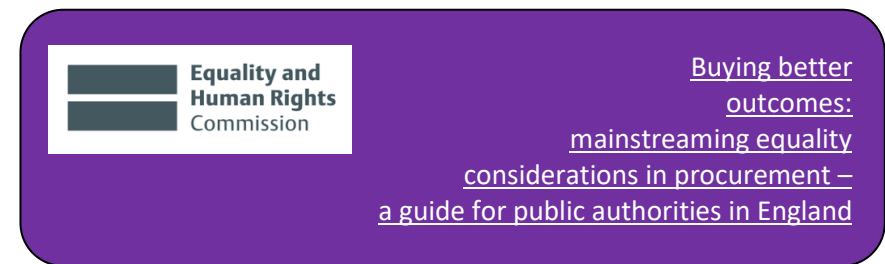 Equality and
Human Rights
Commission
Buying better
outcomes:
mainstreaming equality
considerations in procurement –
a guide for public authorities in England